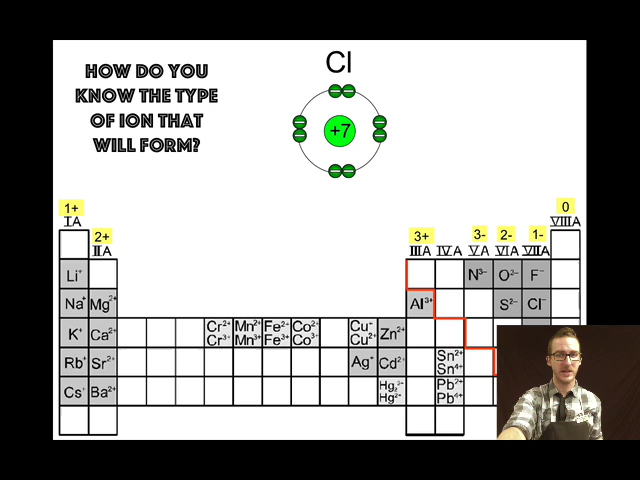 Cl
HOW DO YOU
KNOW THE TYPE
OF ION THAT
WILL FORM?
+7
1+ 0
IA VIIIA
2+ 3+ 3- 2- 1-
IIA IIIA IVA VA VIA VIIA
Li⁺ N³⁻ O²⁻ F⁻
Na⁺ Mg²⁺ Al³⁺ S²⁻ Cl⁻
K⁺ Ca²⁺ Cr²⁺ Mn²⁺ Fe²⁺ Co²⁺ Cu⁺ Zn²⁺
Cr³⁺ Mn³⁺ Fe³⁺ Co³⁺ Cu²⁺
Rb⁺ Sr²⁺ Ag⁺ Cd²⁺ Sn²⁺
Sn⁴⁺
Cs⁺ Ba²⁺ Hg₂²⁺ Pb²⁺
Hg²⁺ Pb⁴⁺